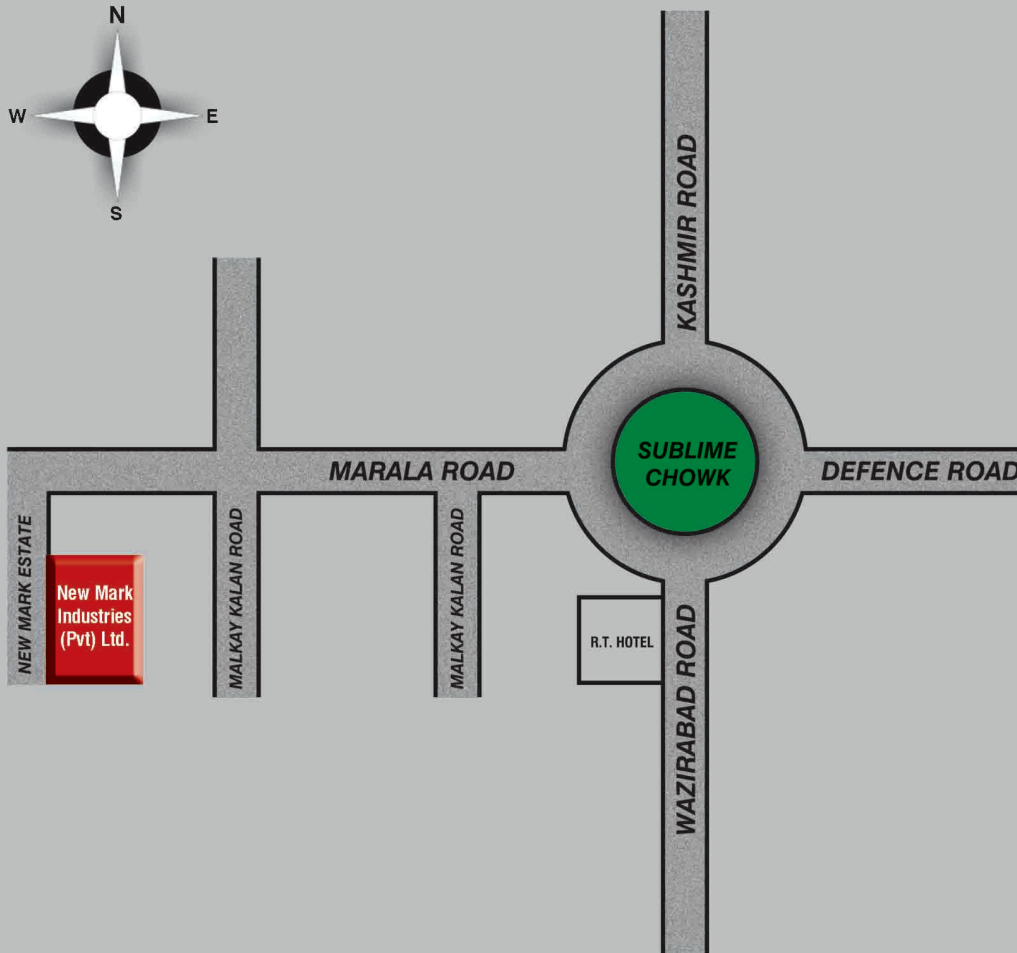 N
W
E
S
KASHMIR ROAD
SUBLIME
CHOWK
MARALA ROAD
DEFENCE ROAD
NEW MARK ESTATE
New Mark
Industries
(Pvt) Ltd.
MALKAY KALAN ROAD
MALKAY KALAN ROAD
R.T. HOTEL
WAZIRABAD ROAD